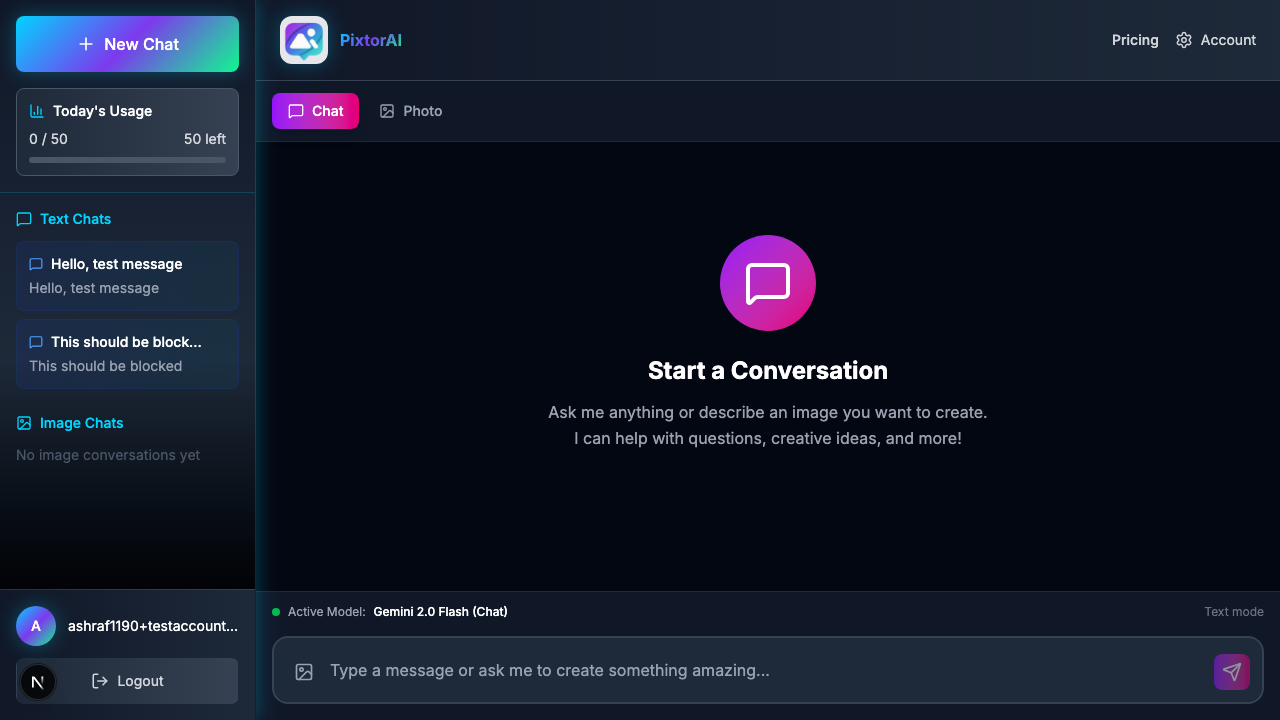 New Chat
Today's Usage
0 / 50
50 left
Text Chats
Hello, test message
Hello, test message
This should be block...
This should be blocked
Image Chats
No image conversations yet
A
ashraf1190+testaccount...
N
Logout
PixtorAI
Pricing
Account
Chat
Photo
Start a Conversation
Ask me anything or describe an image you want to create.
I can help with questions, creative ideas, and more!
Active Model: Gemini 2.0 Flash (Chat)
Text mode
Type a message or ask me to create something amazing...